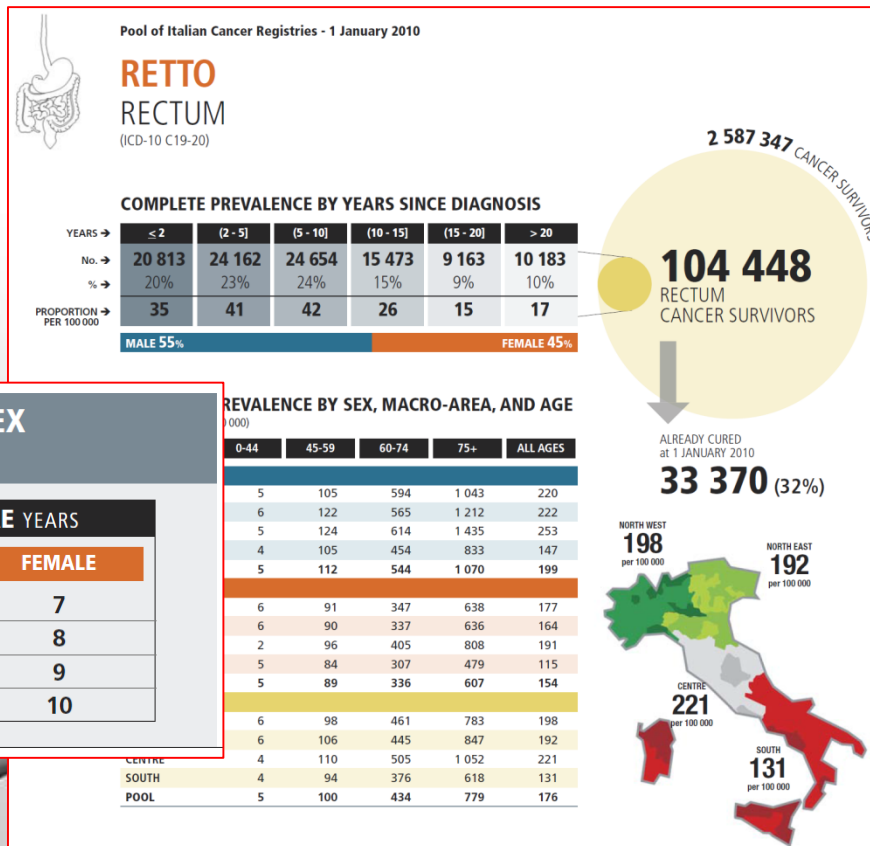 Pool of Italian Cancer Registries - 1 January 2010
RETTO
RECTUM
(ICD-10 C19-20)
2 587 347 CANCER SURVIVORS
COMPLETE PREVALENCE BY YEARS SINCE DIAGNOSIS
YEARS → ≤ 2 (2 - 5] (5 - 10] (10 - 15] (15 - 20] > 20
No. → 20 813 24 162 24 654 15 473 9 163 10 183
% → 20% 23% 24% 15% 9% 10%
PROPORTION → 35 41 42 26 15 17
PER 100 000
MALE 55% FEMALE 45%
104 448
RECTUM
CANCER SURVIVORS
ALREADY CURED
at 1 JANUARY 2010
33 370 (32%)
EX
E YEARS
FEMALE
7
8
9
10
REVALENCE BY SEX, MACRO-AREA, AND AGE
000)
0-44 45-59 60-74 75+ ALL AGES
5 105 594 1 043 220
6 122 565 1 212 222
5 124 614 1 435 253
4 105 454 833 147
5 112 544 1 070 199
6 91 347 638 177
6 90 337 636 164
2 96 405 808 191
5 84 307 479 115
5 89 336 607 154
6 98 461 783 198
6 106 445 847 192
CENTRE 4 110 505 1 052 221
SOUTH 4 94 376 618 131
POOL 5 100 434 779 176
NORTH WEST
198
per 100 000
NORTH EAST
192
per 100 000
CENTRE
221
per 100 000
SOUTH
131
per 100 000